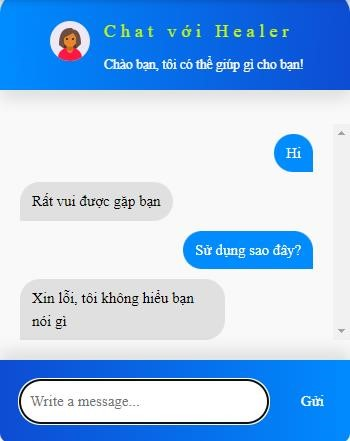 Chat với Healer
Chào bạn, tôi có thể giúp gì cho bạn!
Hi
Rất vui được gặp bạn
Sử dụng sao đây?
Xin lỗi, tôi không hiểu bạn
nói gì
Write a message...
Gửi